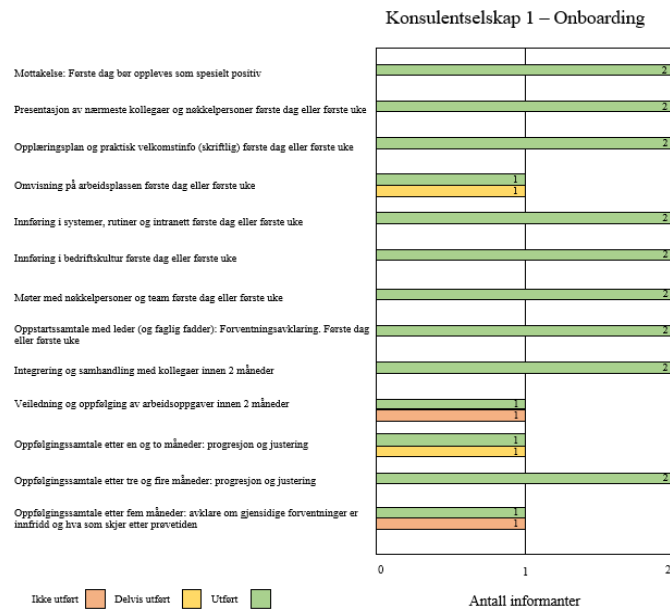 Konsulentselskap 1 – Onboarding
Mottakelse: Første dag bør oppleves som spesielt positiv
2
Presentasjon av nærmeste kollegaer og nøkkelpersoner første dag eller første uke
2
Opplæringsplan og praktisk velkomstinfo (skriftlig) første dag eller første uke
2
Omvisning på arbeidsplassen første dag eller første uke
1
1
Innføring i systemer, rutiner og intranett første dag eller første uke
2
Innføring i bedriftskultur første dag eller første uke
2
Møter med nøkkelpersoner og team første dag eller første uke
2
Oppstartssamtale med leder (og faglig fadder): Forventningsavklaring. Første dag
eller første uke
2
Integrering og samhandling med kollegaer innen 2 måneder
2
Veiledning og oppfølging av arbeidsoppgaver innen 2 måneder
1
1
Oppfølgingssamtale etter en og to måneder: progresjon og justering
1
1
Oppfølgingssamtale etter tre og fire måneder: progresjon og justering
2
Oppfølgingssamtale etter fem måneder: avklare om gjensidige forventninger er
innfridd og hva som skjer etter prøvetiden
1
1
0 1 2
Ikke utført Delvis utført Utført
Antall informanter